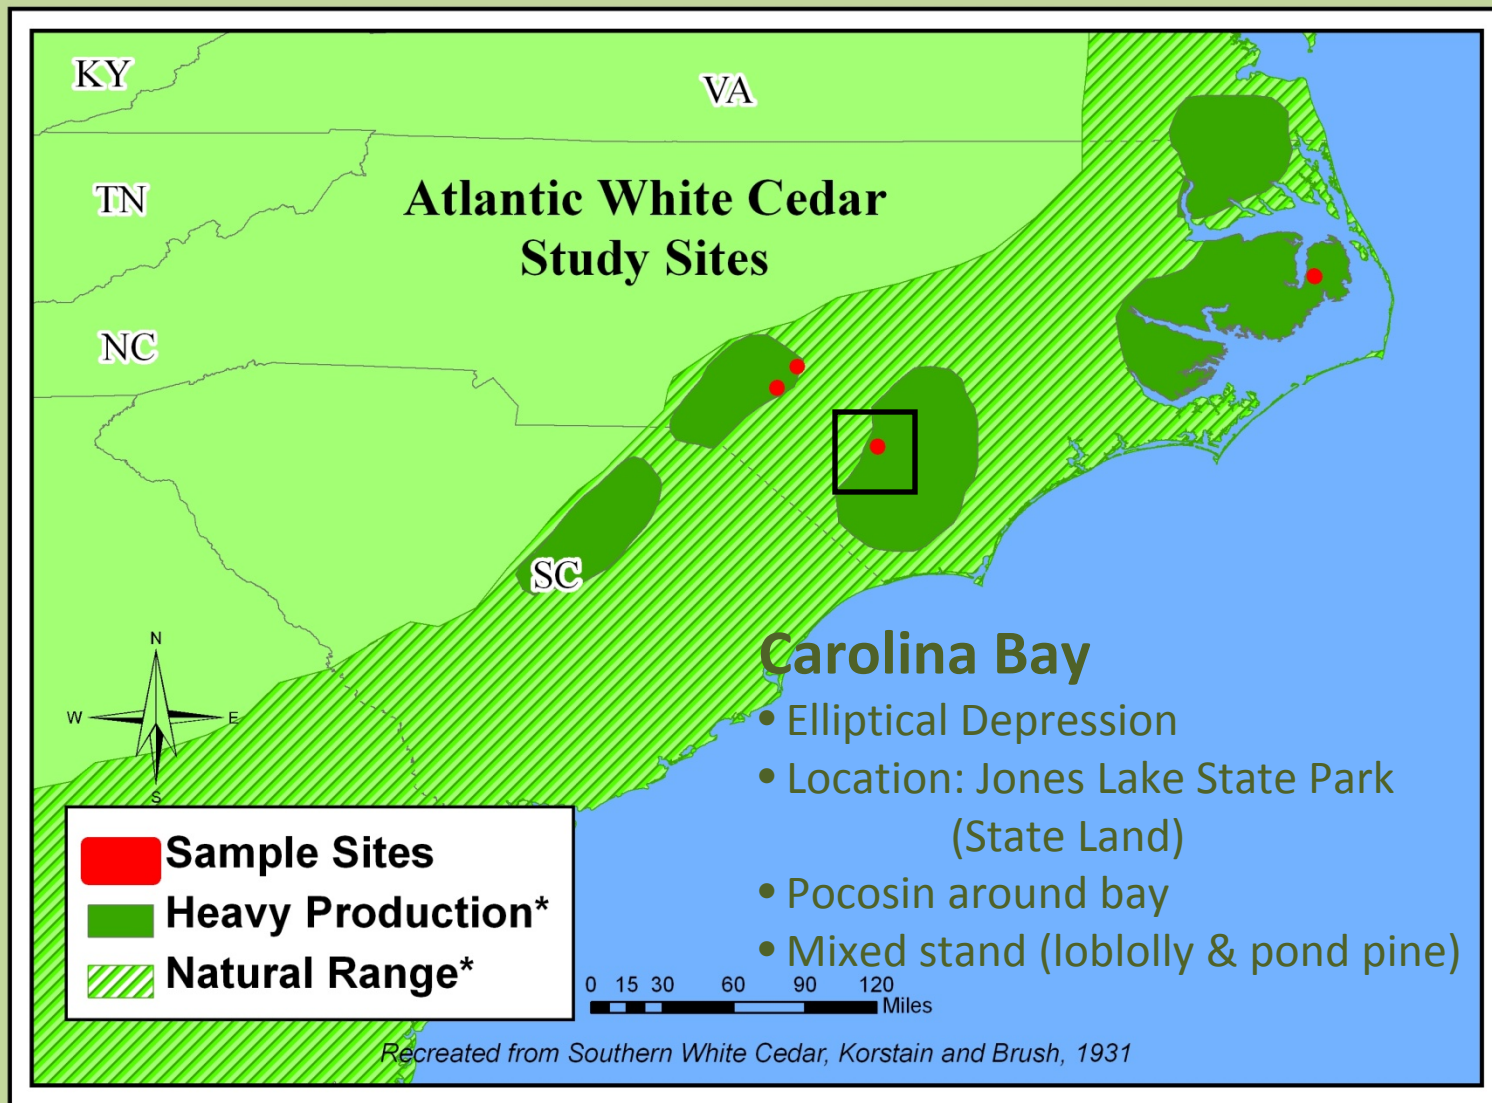 KY
VA
TN
Atlantic White Cedar
Study Sites
NC
SC
N
W E
S
Carolina Bay
• Elliptical Depression
• Location: Jones Lake State Park
(State Land)
• Pocosin around bay
• Mixed stand (loblolly & pond pine)
Sample Sites
Heavy Production*
Natural Range*
0 15 30 60 90 120
Miles
Recreated from Southern White Cedar, Korstain and Brush, 1931